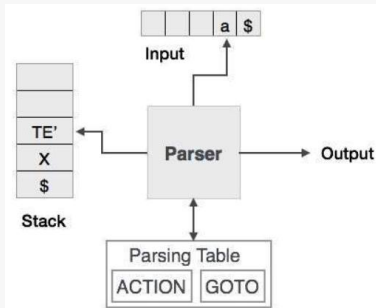 a $
Input
TE'
X
$
Stack
Parser
Output
Parsing Table
ACTION GOTO